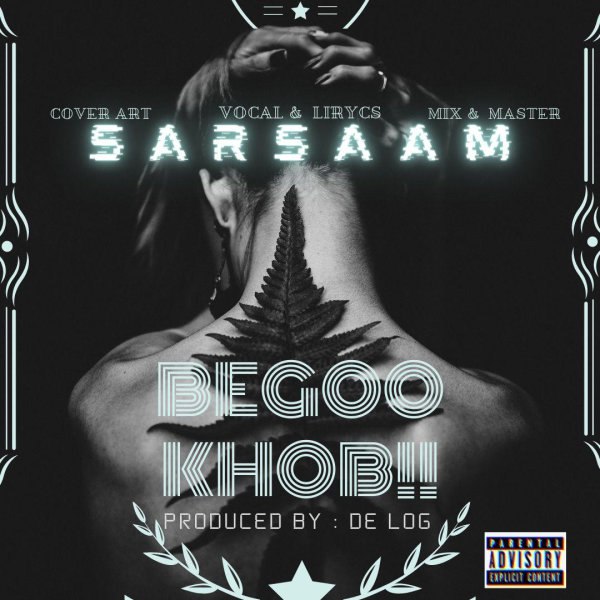 COVER ART VOCAL & LIRYCS MIX & MASTER
SARSAAM
BEGOO
KHOB!!
PRODUCED BY : DE LOG
PARENTAL
ADVISORY
EXPLICIT CONTENT